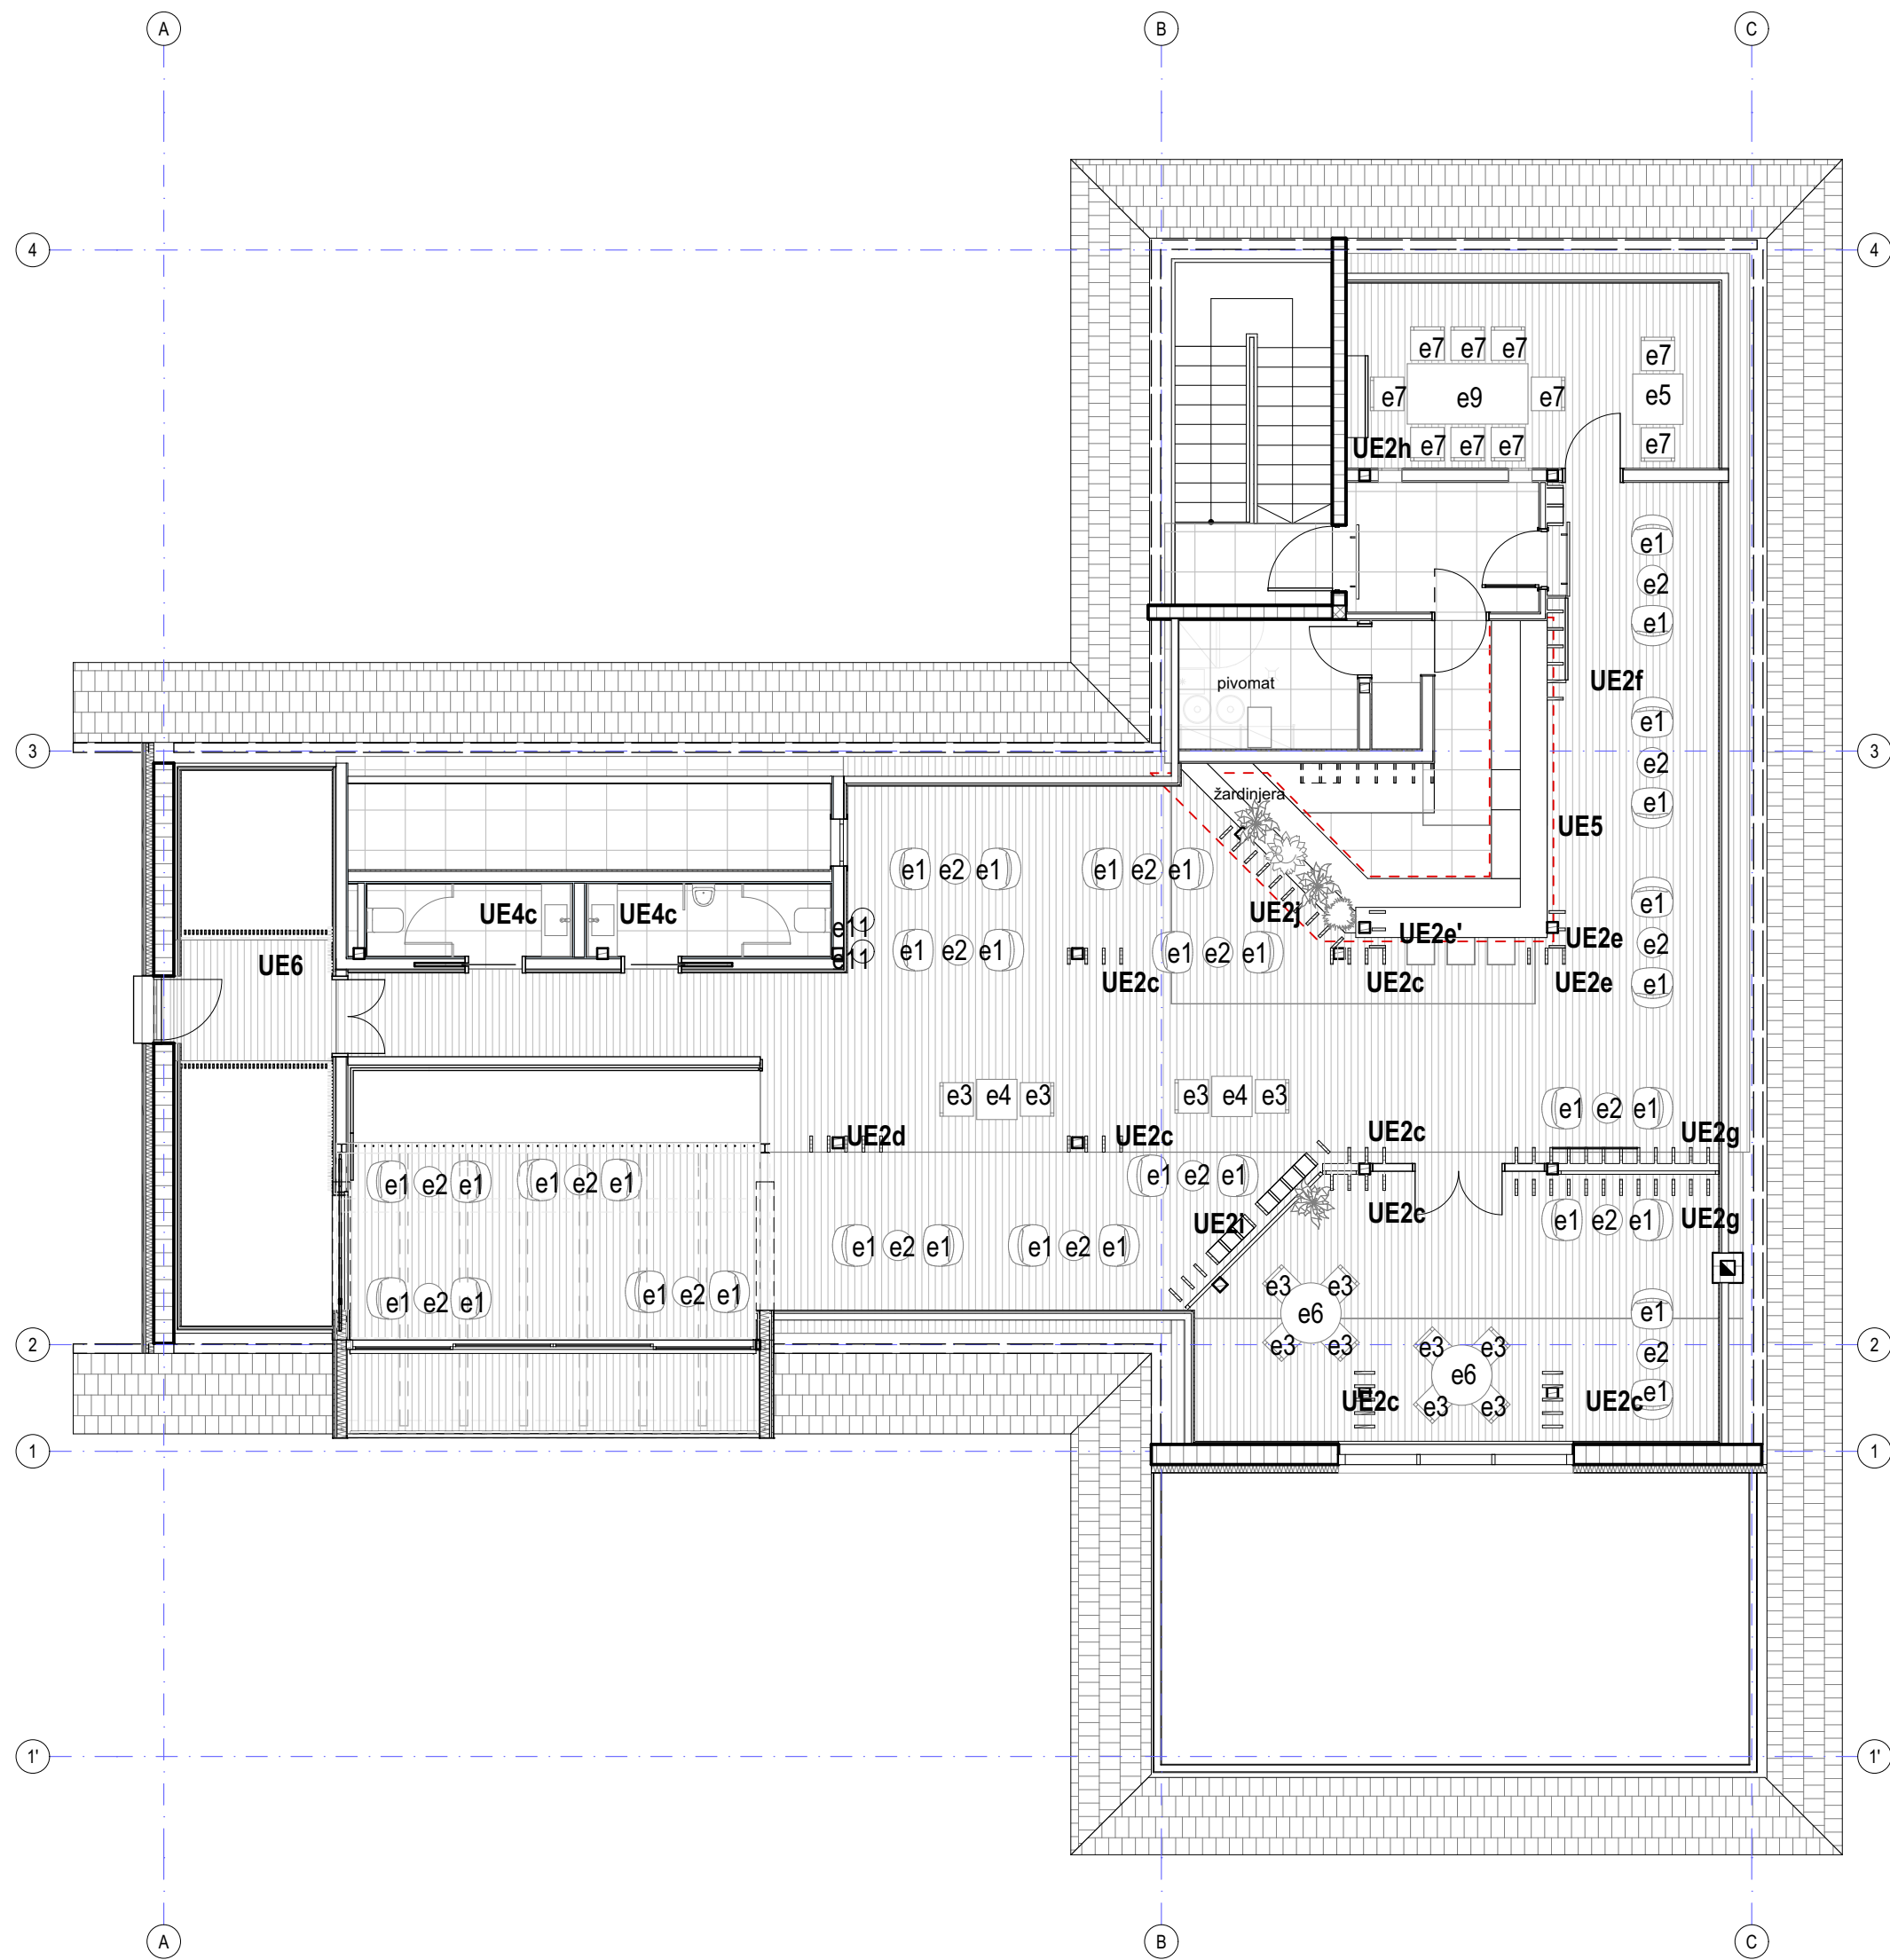 A B C
4 4
e7 e7 e7 e7
e7 e9 e7 e5
UE2h e7 e7 e7 e7
e1
e2
e1
pivomat UE2f
e1
3 e2 3
žardinjera e1
UE5
e1 e2 e1 e1 e2 e1
UE4c UE4c UE2j e1
e11 UE2e' UE2e e2
e11 e1 e2 e1 e1 e2 e1
UE6 UE2c UE2c UE2e e1
e3 e4 e3 e3 e4 e3
e1 e2 e1
UE2d UE2c UE2c UE2g
e1 e2 e1 e1 e2 e1 e1 e2 e1
UE2i UE2c e1 e2 e1 UE2g
e1 e2 e1 e1 e2 e1
e1 e2 e1 e1 e2 e1 e3 e3
e6 e1
2 e3 e3 e3 e3 e2 2
e6
UE2c e3 e3 UE2c e1
1 1
1' 1'
A B C